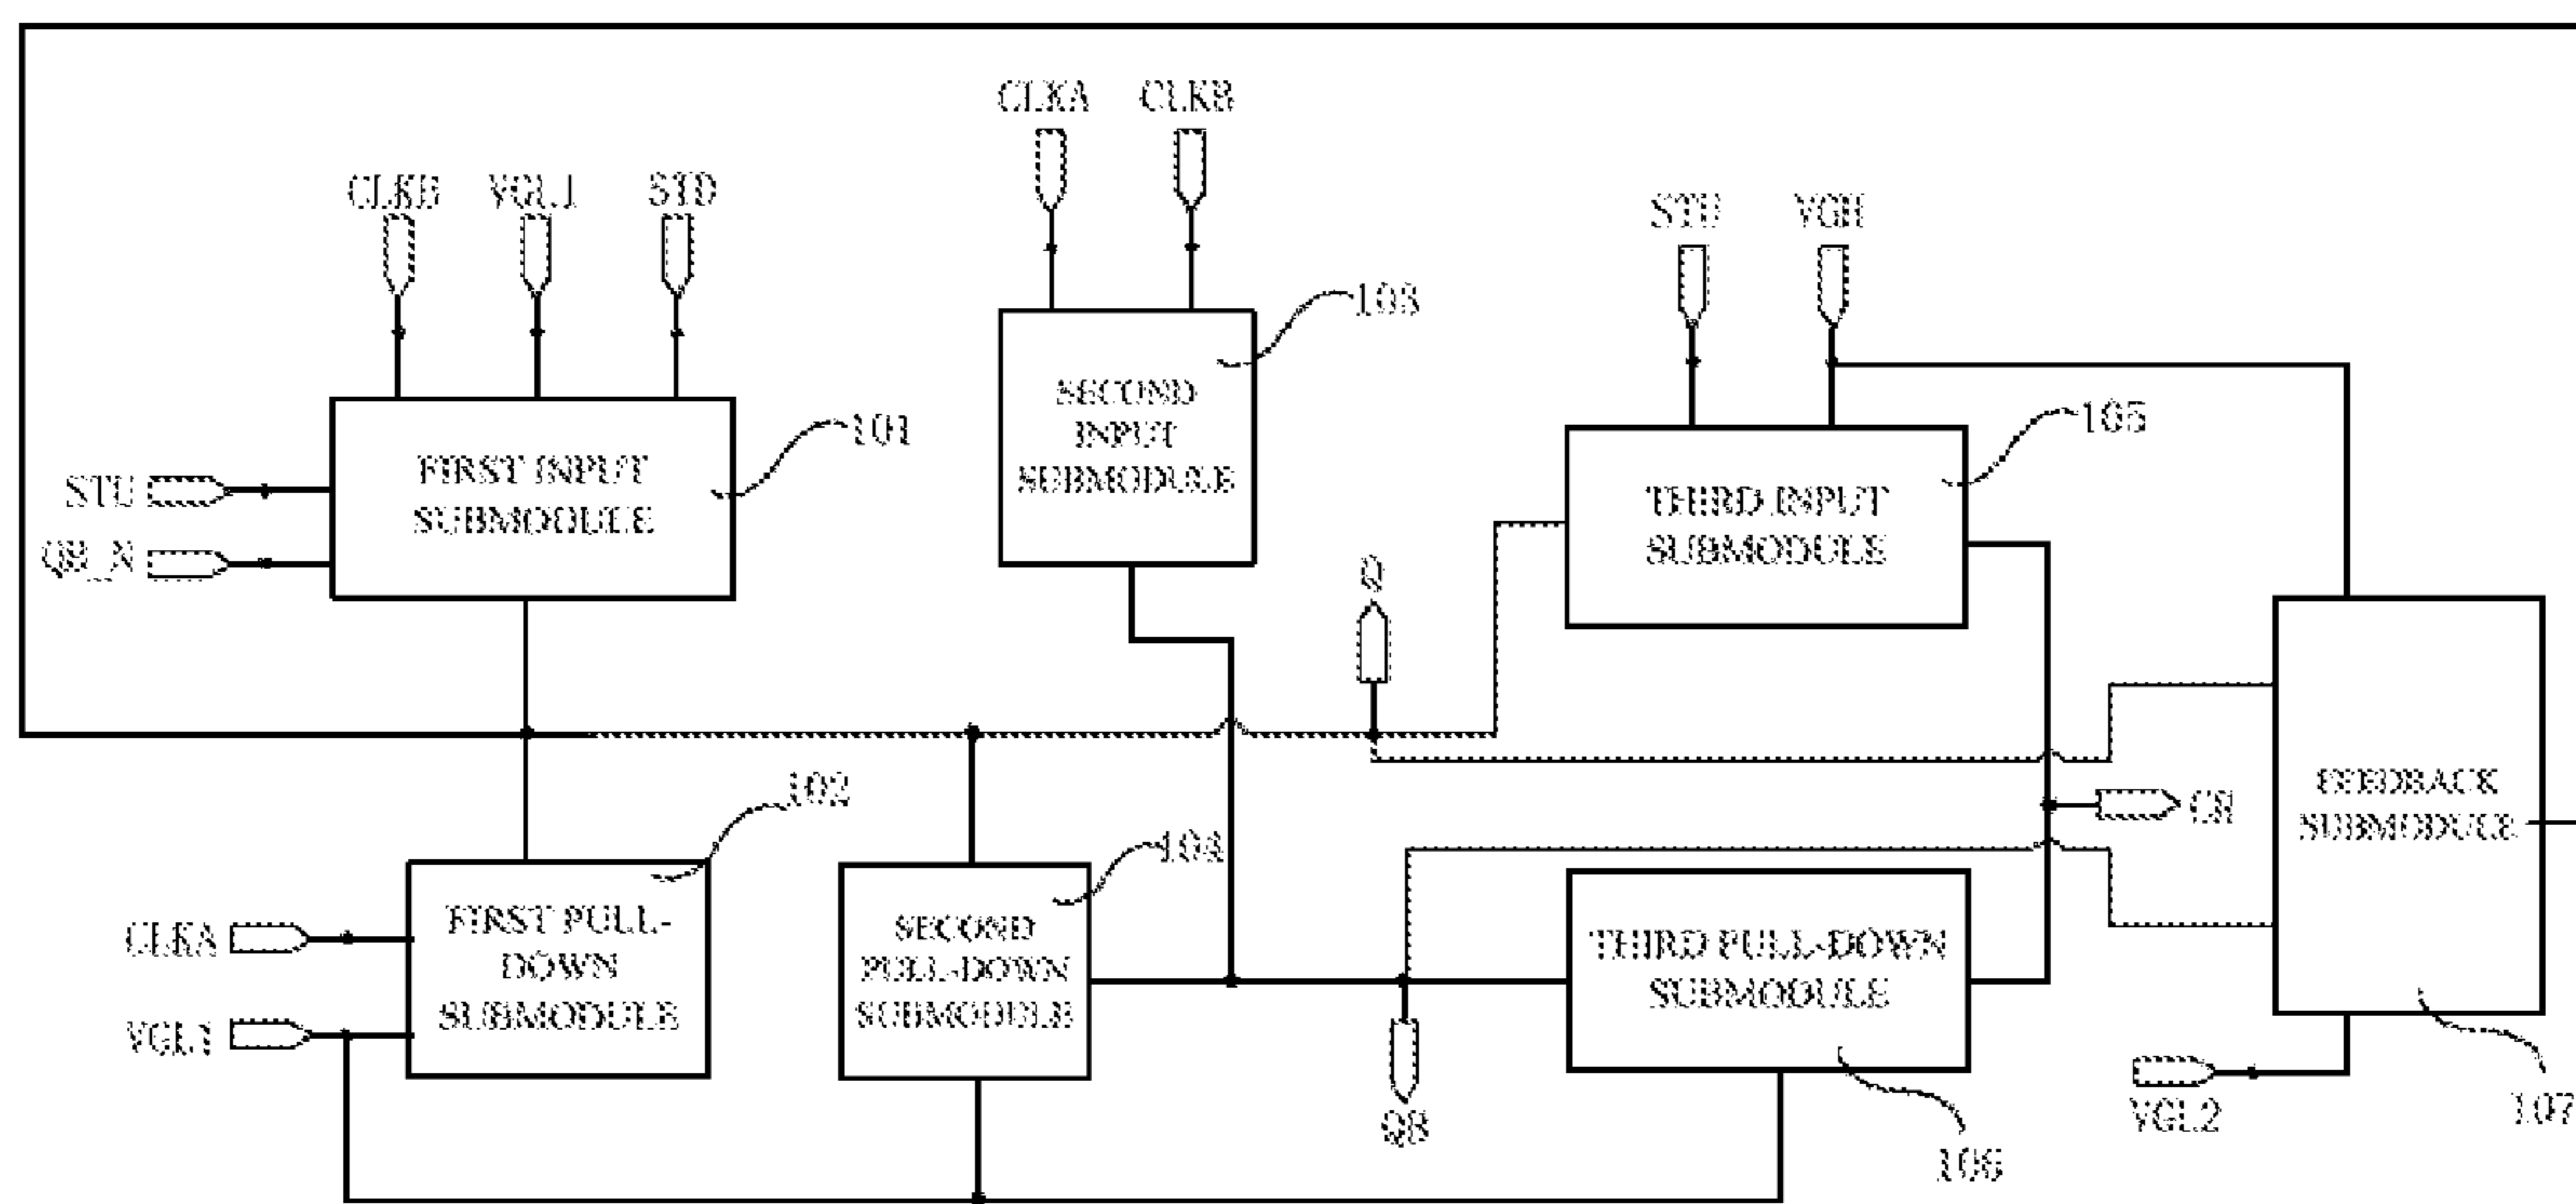 CLKA CLKB
CLKB VGL1 STD
STU VGH
103
101
105
SECOND
INPUT
SUBMODULE
FIRST INPUT
SUBMODULE
STU
QB_N
THIRD INPUT
SUBMODULE
Q
102
104
FEEDBACK
SUBMODULE
FIRST PULL-
DOWN
SUBMODULE
CLKA
VGL1
SECOND
PULL-DOWN
SUBMODULE
THIRD PULL-DOWN
SUBMODULE
QB
VGL2
107
106